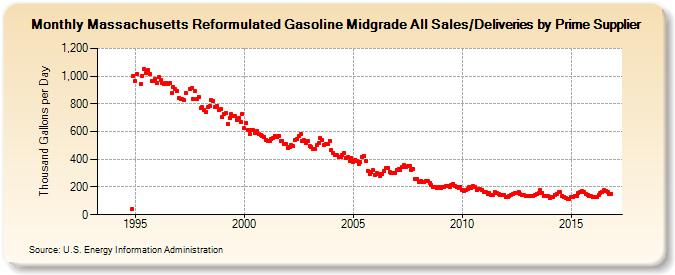 Monthly Massachusetts Reformulated Gasoline Midgrade All Sales/Deliveries by Prime Supplier
Thousand Gallons per Day
1,200
1,000
800
600
400
200
0
1995 2000 2005 2010 2015
Source: U.S. Energy Information Administration